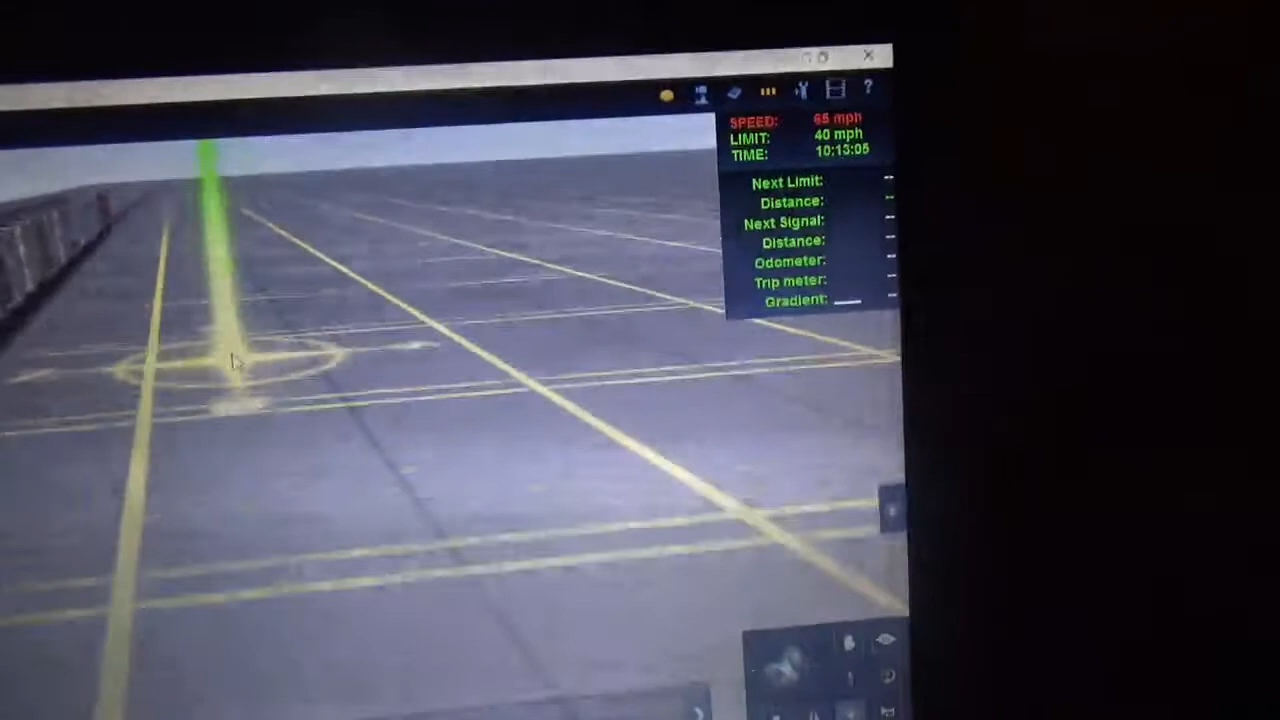 ?
SPEED: 65 mph
LIMIT: 40 mph
TIME: 10:13:05
Next Limit: --
Distance: --
Next Signal: --
Distance: --
Odometer: --
Trip meter: --
Gradient: --